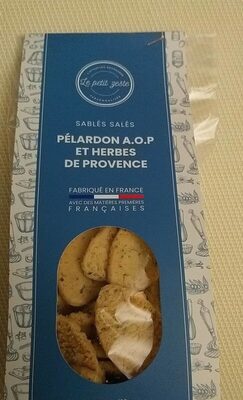 Le petit zeste
SABLÉS SALÉS
PÉLARDON A.O.P
ET HERBES
DE PROVENCE
FABRIQUÉ EN FRANCE
AVEC DES MATIÈRES PREMIÈRES
FRANÇAISES